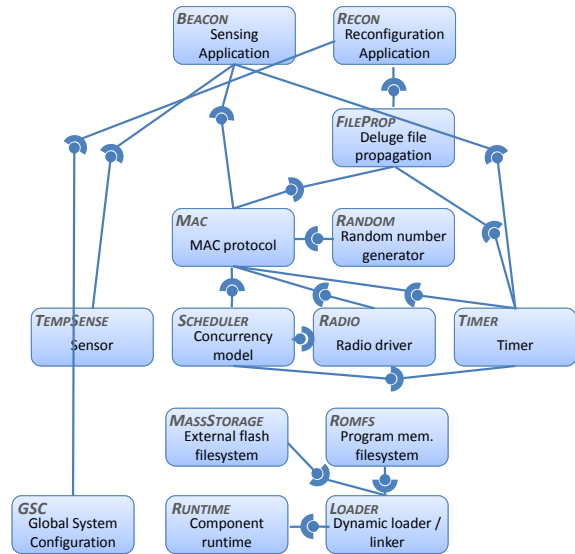 BEACON
Sensing
Application
RECON
Reconfiguration
Application
FILEPROP
Deluge file
propagation
MAC
MAC protocol
RANDOM
Random number
generator
TEMPSENSE
Sensor
SCHEDULER
Concurrency
model
RADIO
Radio driver
TIMER
Timer
MASSSTORAGE
External flash
filesystem
ROMFS
Program mem.
filesystem
GSC
Global System
Configuration
RUNTIME
Component
runtime
LOADER
Dynamic loader /
linker